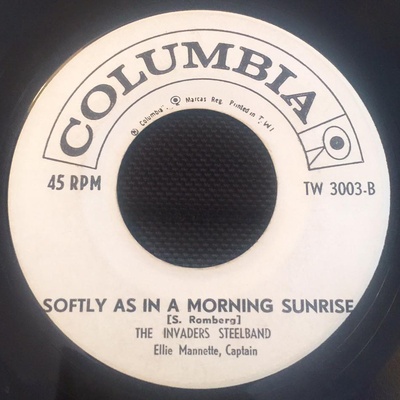 COLUMBIA
® "Columbia", Marcas Reg. Printed in T.W.I
45 RPM
TW 3003-B
SOFTLY AS IN A MORNING SUNRISE
[S. Romberg]
THE INVADERS STEELBAND
Ellie Mannette, Captain